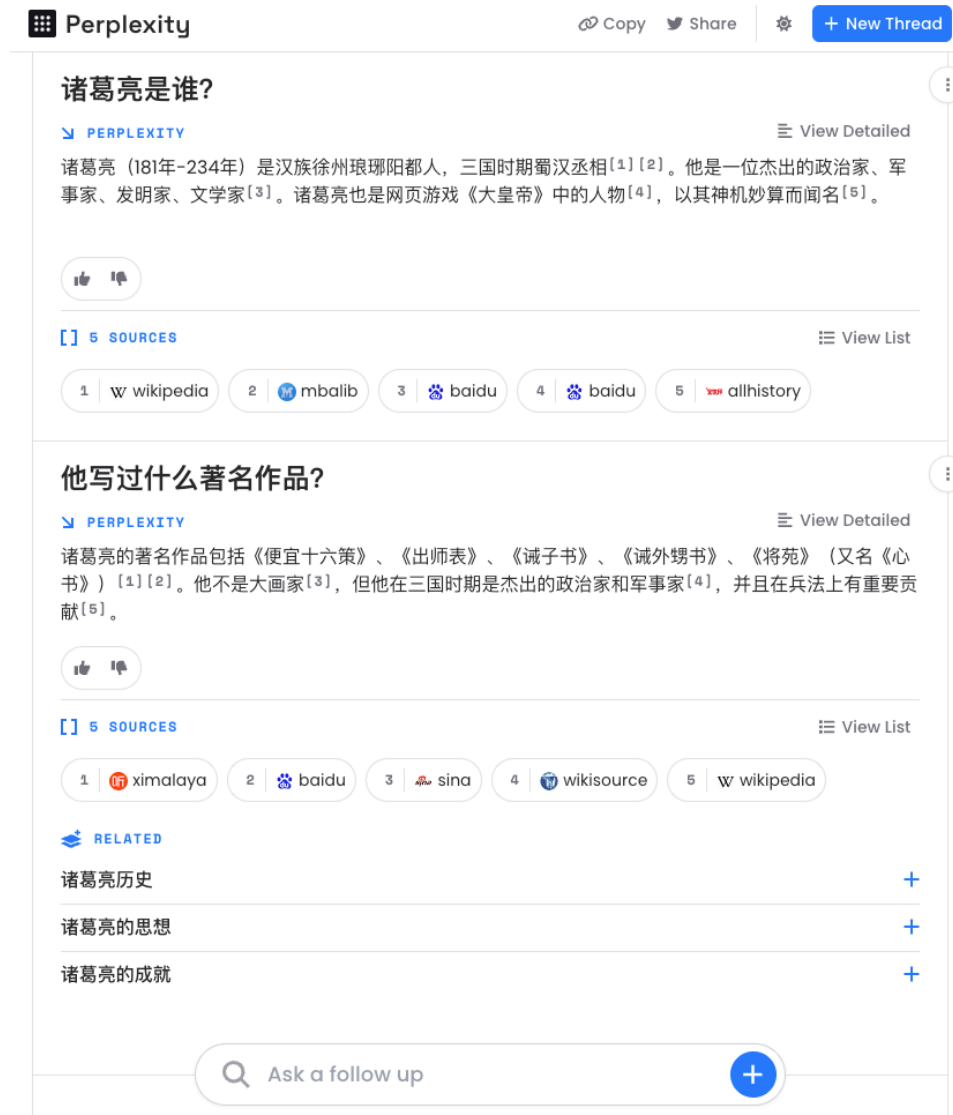 Perplexity
Copy
Share
+ New Thread
诸葛亮是谁?
PERPLEXITY
View Detailed
诸葛亮（181年-234年）是汉族徐州琅琊阳都人，三国时期蜀汉丞相[1][2]。他是一位杰出的政治家、军
事家、发明家、文学家[3]。诸葛亮也是网页游戏《大皇帝》中的人物[4]，以其神机妙算而闻名[5]。
5 SOURCES
View List
1 wikipedia
2 mbalib
3 baidu
4 baidu
5 allhistory
他写过什么著名作品?
PERPLEXITY
View Detailed
诸葛亮的著名作品包括《便宜十六策》、《出师表》、《诫子书》、《诫外甥书》、《将苑》（又名《心
书》）[1][2]。他不是大画家[3]，但他在三国时期是杰出的政治家和军事家[4]，并且在兵法上有重要贡
献[5]。
5 SOURCES
View List
1 ximalaya
2 baidu
3 sina
4 wikisource
5 wikipedia
RELATED
诸葛亮历史
诸葛亮的思想
诸葛亮的成就
Ask a follow up